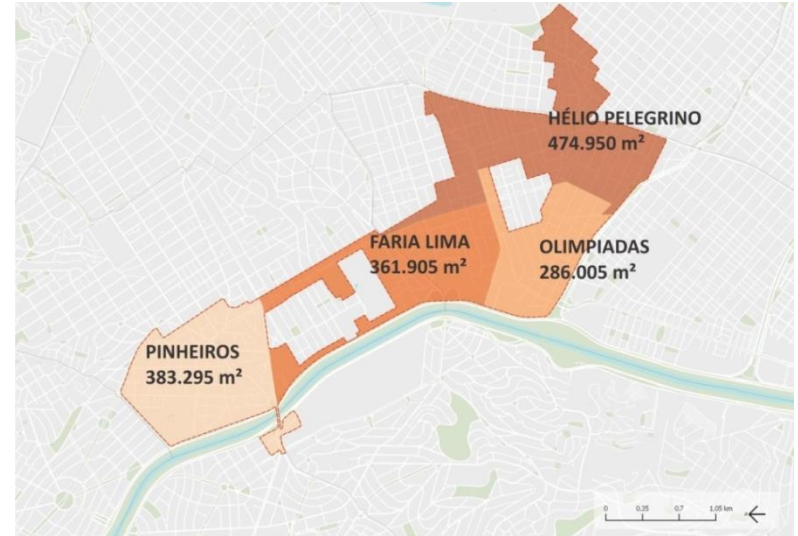 HÉLIO PELEGRINO
474.950 m²
FARIA LIMA
361.905 m²
OLIMPIADAS
286.005 m²
PINHEIROS
383.295 m²
0 0,35 0,7 1,05 km